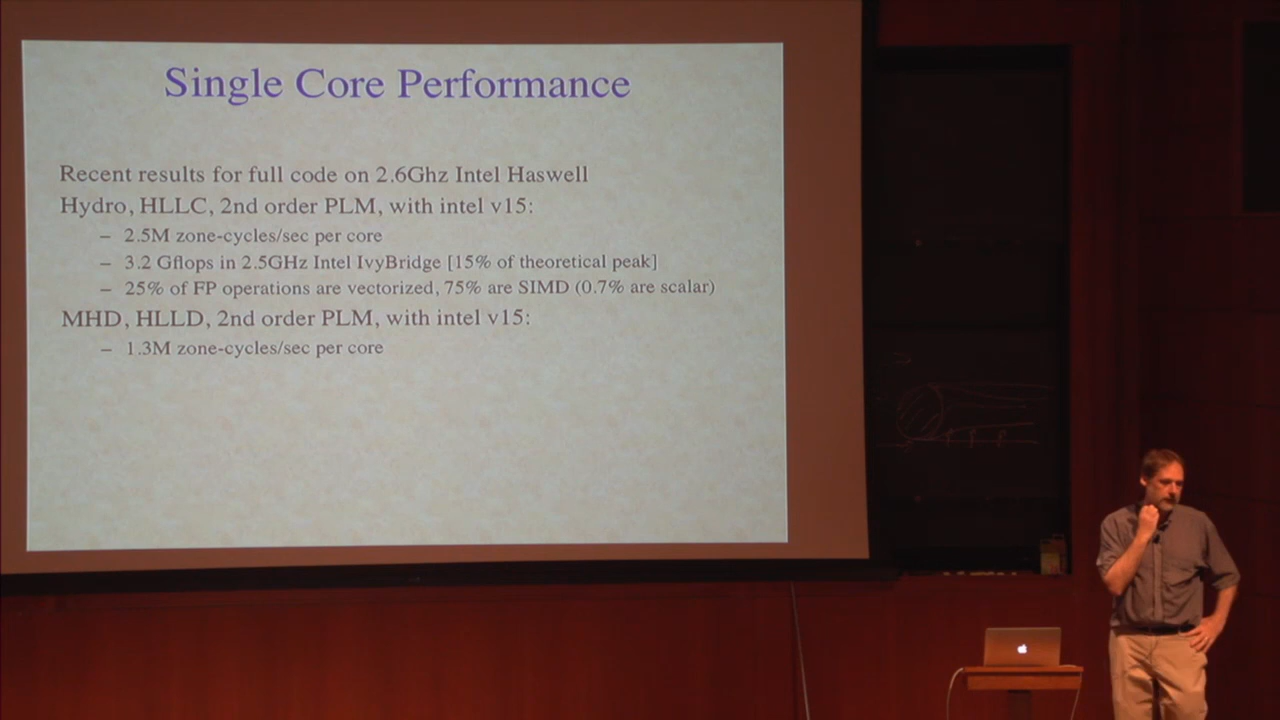 Single Core Performance
Recent results for full code on 2.6Ghz Intel Haswell
Hydro, HLLC, 2nd order PLM, with intel v15:
– 2.5M zone-cycles/sec per core
– 3.2 Gflops in 2.5GHz Intel IvyBridge [15% of theoretical peak]
– 25% of FP operations are vectorized, 75% are SIMD (0.7% are scalar)
MHD, HLLD, 2nd order PLM, with intel v15:
– 1.3M zone-cycles/sec per core